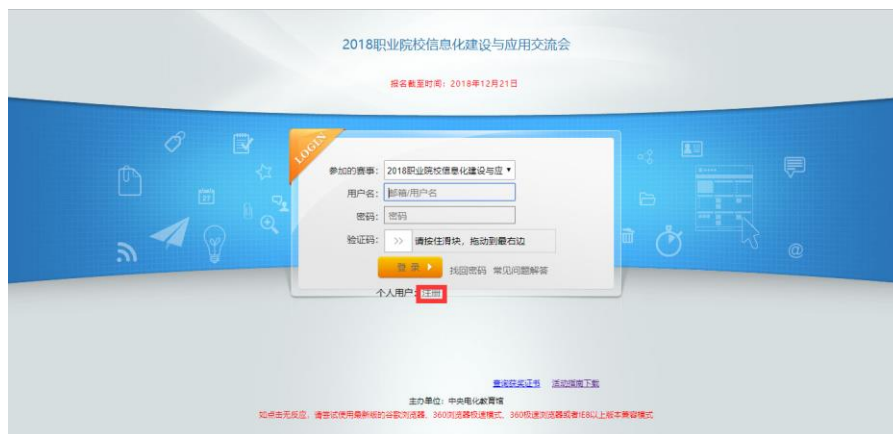 2018职业院校信息化建设与应用交流会
报名截至时间：2018年12月21日
LOGIN
参加的赛事： 2018职业院校信息化建设与应
用户名： 邮箱/用户名
密码： 密码
验证码： >> 请按住滑块，拖动到最右边
登 录 找回密码 常见问题解答
个人用户：注册
查询获奖证书 活动指南下载
主办单位：中央电化教育馆
如点击无反应，请尝试使用最新版的谷歌浏览器、360浏览器极速模式、360极速浏览器或者IE8以上版本兼容模式